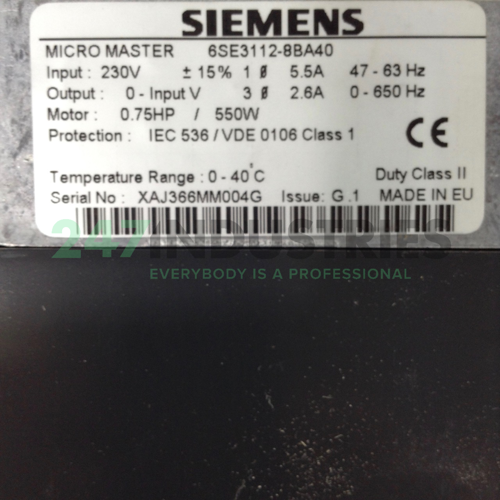 SIEMENS
MICRO MASTER 6SE3112-8BA40
Input : 230V ± 15% 1 Ø 5.5A 47 - 63 Hz
Output : 0 - Input V 3 Ø 2.6A 0 - 650 Hz
Motor : 0.75HP / 550W
Protection : IEC 536 / VDE 0106 Class 1
CE
Temperature Range : 0 - 40°C Duty Class II
Serial No : XAJ366MM004G Issue: G .1 MADE IN EU
247INDUSTRIES
EVERYBODY IS A PROFESSIONAL